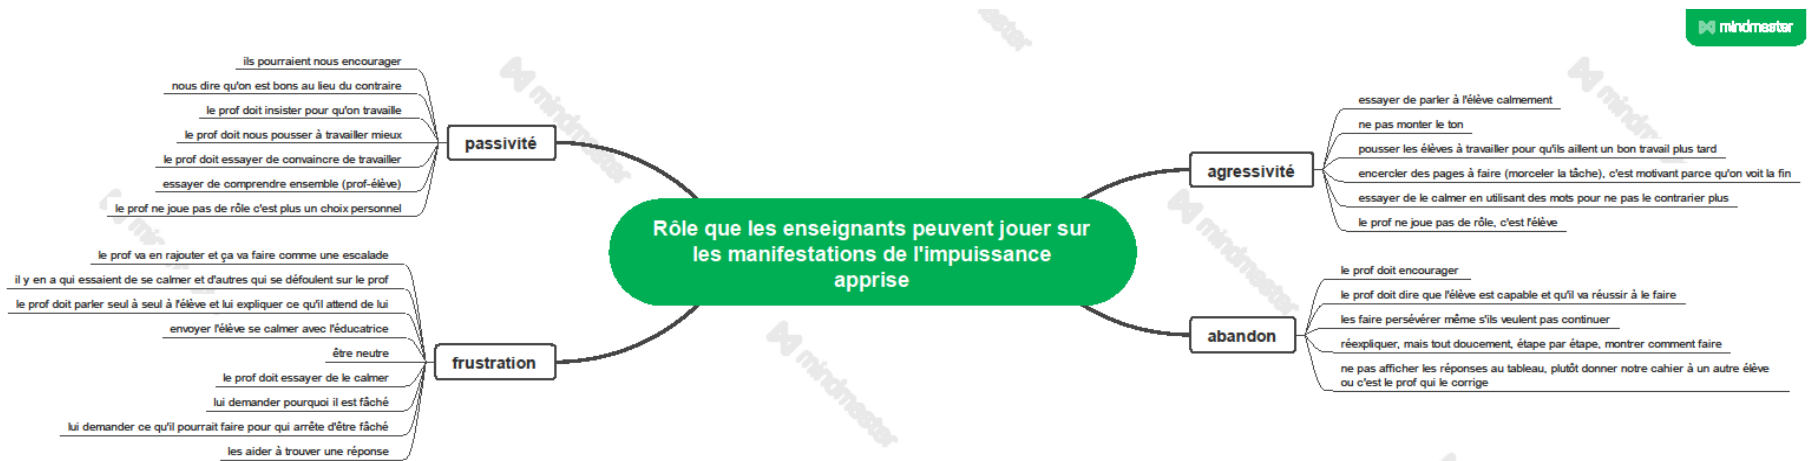 mindmaster
ils pourraient nous encourager
nous dire qu'on est bons au lieu du contraire
le prof doit insister pour qu'on travaille
le prof doit nous pousser à travailler mieux
le prof doit essayer de convaincre de travailler
essayer de comprendre ensemble (prof-élève)
le prof ne joue pas de rôle c'est plus un choix personnel
passivité
le prof va en rajouter et ça va faire comme une escalade
il y en a qui essaient de se calmer et d'autres qui se défoulent sur le prof
le prof doit parler seul à seul à l'élève et lui expliquer ce qu'il attend de lui
envoyer l'élève se calmer avec l'éducatrice
être neutre
le prof doit essayer de le calmer
lui demander pourquoi il est fâché
lui demander ce qu'il pourrait faire pour qui arrête d'être fâché
les aider à trouver une réponse
frustration
Rôle que les enseignants peuvent jouer sur
les manifestations de l'impuissance
apprise
agressivité
essayer de parler à l'élève calmement
ne pas monter le ton
pousser les élèves à travailler pour qu'ils aillent un bon travail plus tard
encercler des pages à faire (morceler la tâche), c'est motivant parce qu'on voit la fin
essayer de le calmer en utilisant des mots pour ne pas le contrarier plus
le prof ne joue pas de rôle, c'est l'élève
abandon
le prof doit encourager
le prof doit dire que l'élève est capable et qu'il va réussir à le faire
les faire persévérer même s'ils veulent pas continuer
réexpliquer, mais tout doucement, étape par étape, montrer comment faire
ne pas afficher les réponses au tableau, plutôt donner notre cahier à un autre élève
ou c'est le prof qui le corrige
mindmaster
mindmaster
mindmaster